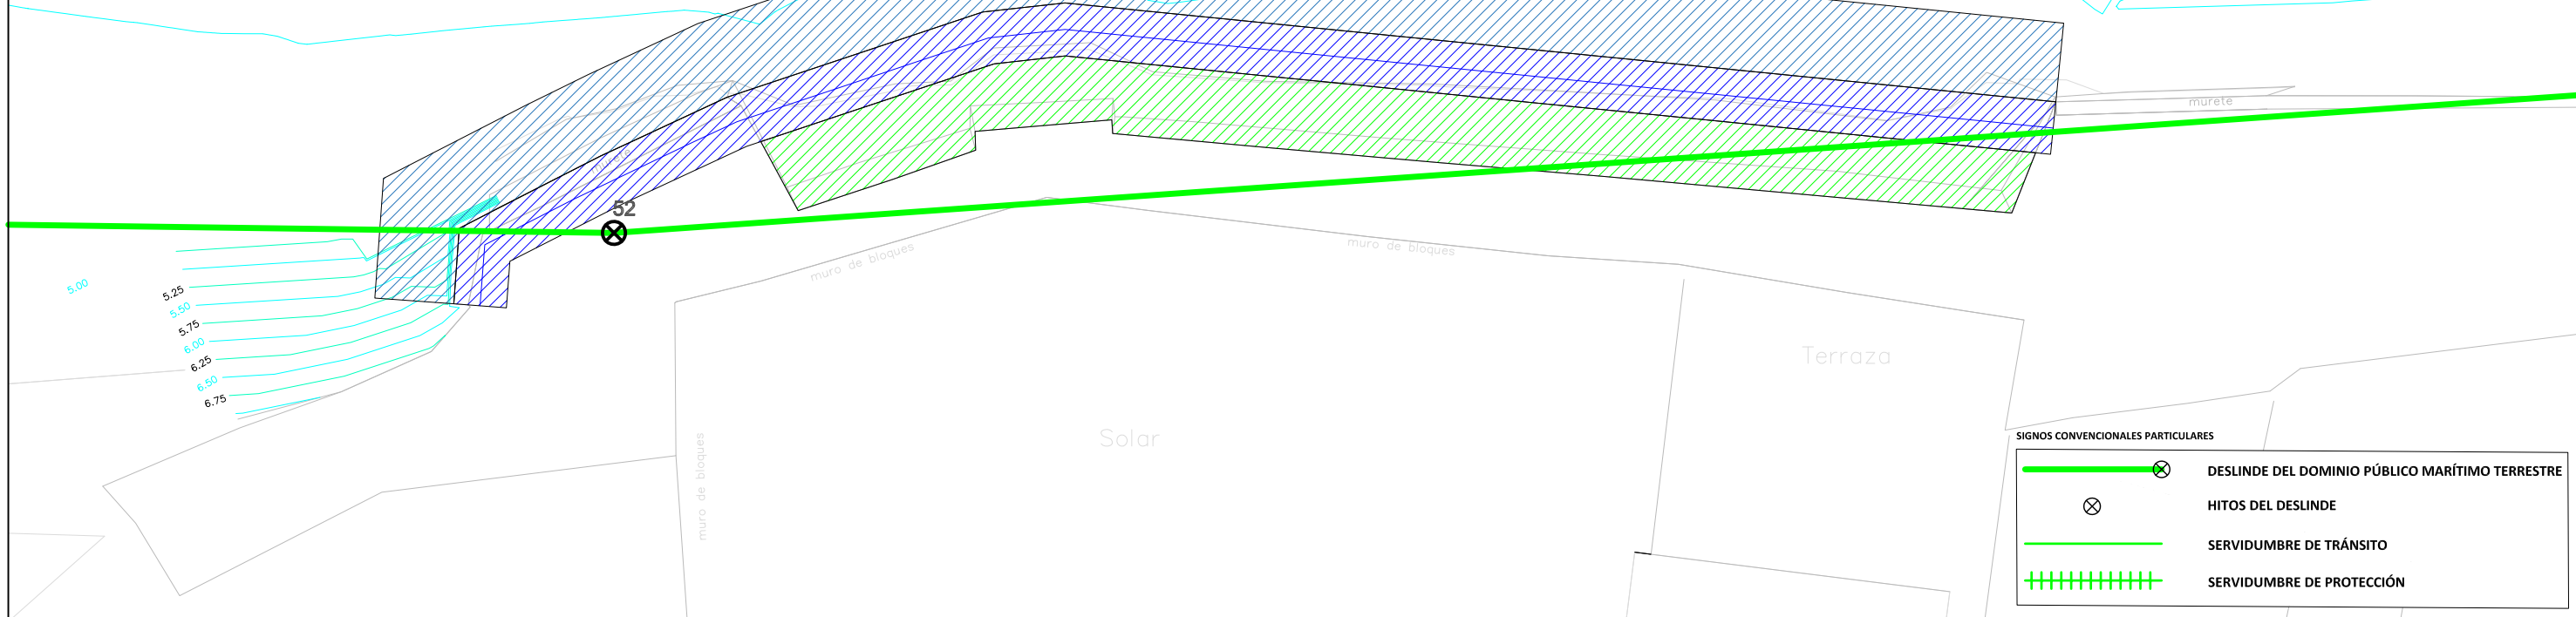 murete
murete
52
muro de bloques
muro de bloques
5.00
5.25
5.50
5.75
6.00
6.25
6.50
6.75
Terraza
Solar
muro de bloques
SIGNOS CONVENCIONALES PARTICULARES
DESLINDE DEL DOMINIO PÚBLICO MARÍTIMO TERRESTRE
HITOS DEL DESLINDE
SERVIDUMBRE DE TRÁNSITO
SERVIDUMBRE DE PROTECCIÓN